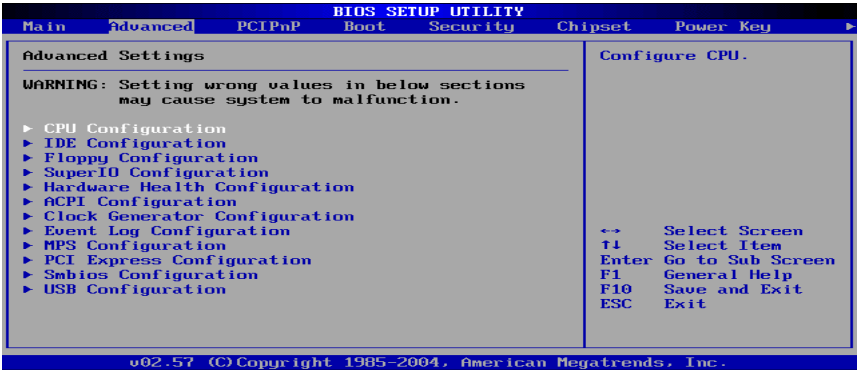 BIOS SETUP UTILITY
Main Advanced PCIPnP Boot Security Chipset Power Key ▶
Advanced Settings
WARNING: Setting wrong values in below sections
may cause system to malfunction.
▶ CPU Configuration
▶ IDE Configuration
▶ Floppy Configuration
▶ SuperIO Configuration
▶ Hardware Health Configuration
▶ ACPI Configuration
▶ Clock Generator Configuration
▶ Event Log Configuration
▶ MPS Configuration
▶ PCI Express Configuration
▶ Smbios Configuration
▶ USB Configuration
Configure CPU.
↔ Select Screen
↑↓ Select Item
Enter Go to Sub Screen
F1 General Help
F10 Save and Exit
ESC Exit
v02.57 (C)Copyright 1985-2004, American Megatrends, Inc.